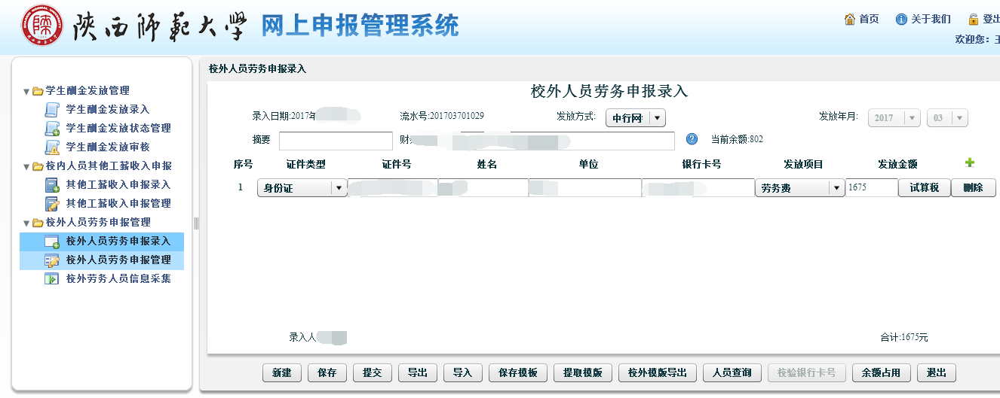 陕西师范大学 网上申报管理系统
首页 关于我们 登出
欢迎您:
学生酬金发放管理
学生酬金发放录入
学生酬金发放状态管理
学生酬金发放审核
校内人员其他工薪收入申报
其他工薪收入申报录入
其他工薪收入申报管理
校外人员劳务申报管理
校外人员劳务申报录入
校外人员劳务申报管理
校外劳务人员信息采集
校外人员劳务申报录入
校外人员劳务申报录入
录入日期:2017年 流水号:201703701029 发放方式: 中行网 发放年月: 2017 03
摘要 财 当前余额:802
序号 证件类型 证件号 姓名 单位 银行卡号 发放项目 发放金额
1 身份证 劳务费 1675 试算税 删除
录入人 合计:1675元
新建 保存 提交 导出 导入 保存模板 提取模版 校外模版导出 人员查询 校验银行卡号 余额占用 退出